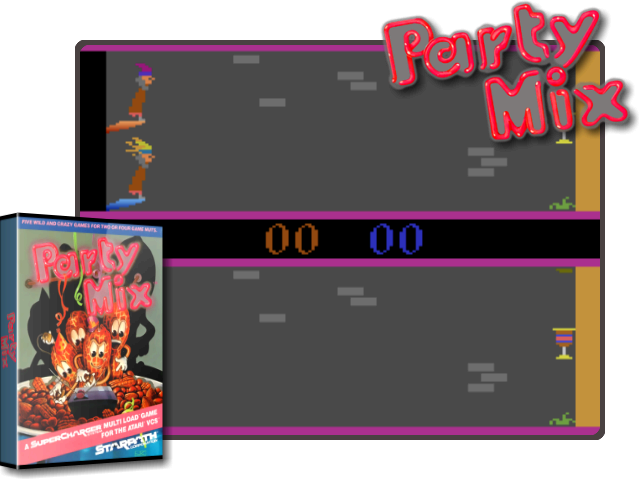 Party
Mix
00 00
FIVE WILD AND CRAZY GAMES FOR TWO OR FOUR GAME NUTS.
Party
Mix
A SUPERCHARGER MULTI LOAD GAME
FOR THE ATARI VCS
STARPATH
CORPORATION